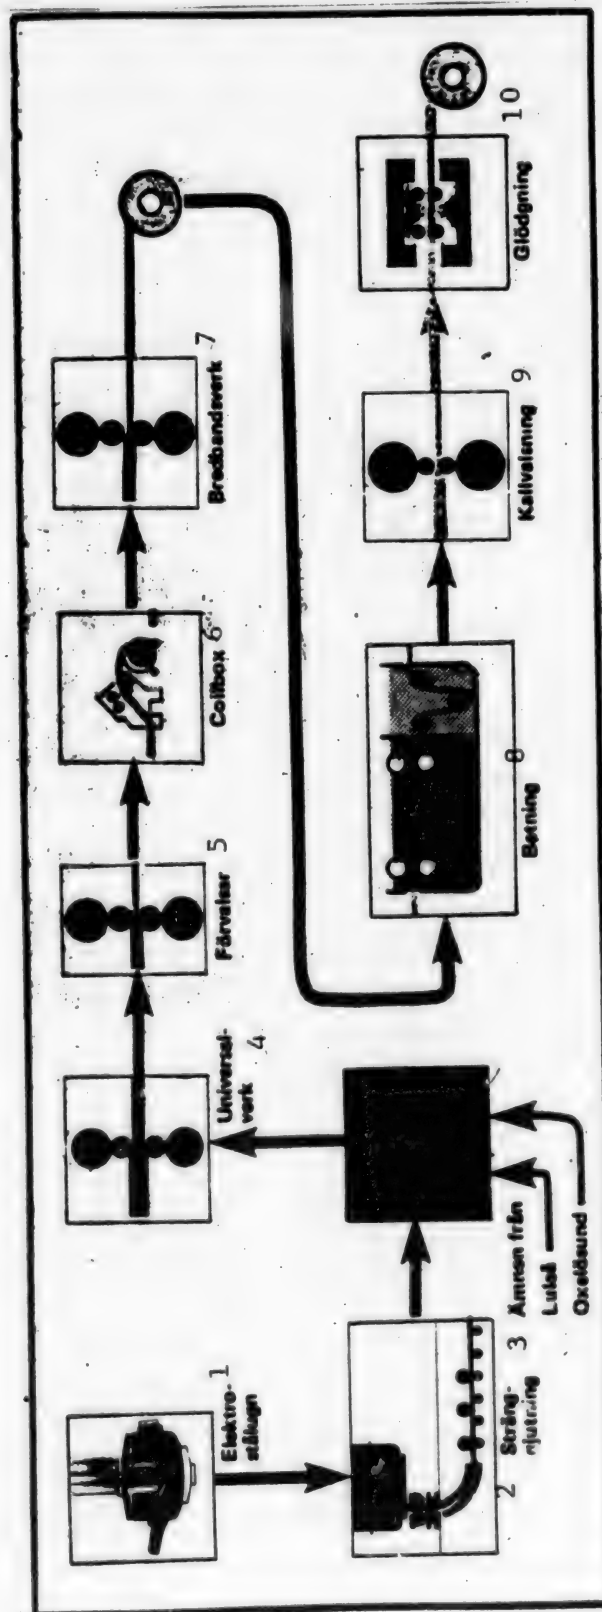 Elektro-
stålugn
1
2
Sträng-
gjutning
3
Ämnen från
Luleå
Oxelösund
Universal-
verk
4
Förvalsar
5
Coilbox 6
Bredbandsverk 7
Betning
8
Kallvalsning
9
Glödgning
10